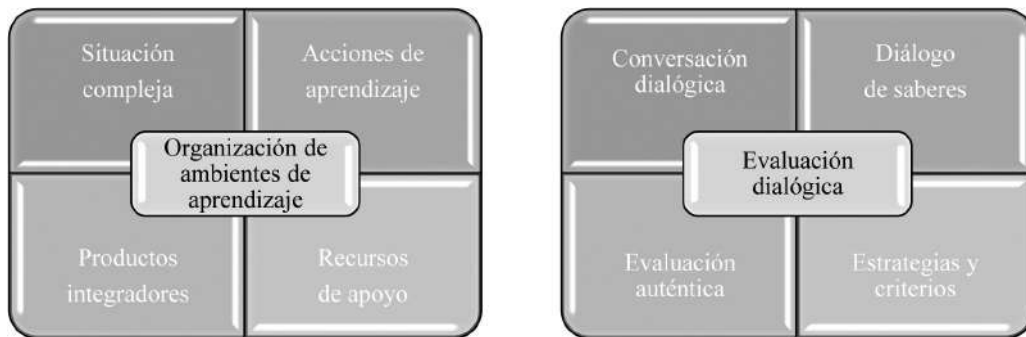 Situación
compleja
Acciones de
aprendizaje
Organización de
ambientes de
aprendizaje
Productos
integradores
Recursos
de apoyo
Conversación
dialógica
Diálogo
de saberes
Evaluación
dialógica
Evaluación
auténtica
Estrategias y
criterios